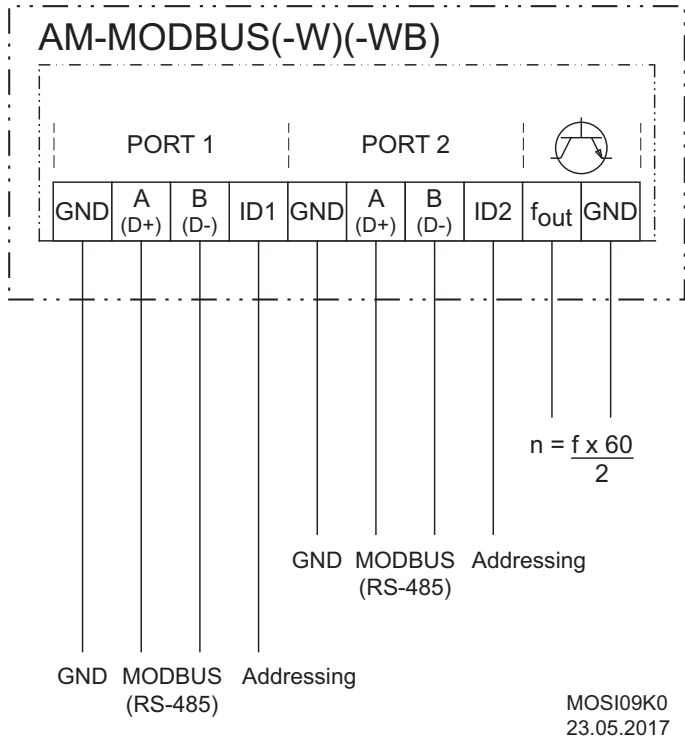 AM-MODBUS(-W)(-WB)
PORT 1 PORT 2
GND A (D+) B (D-) ID1 GND A (D+) B (D-) ID2 fout GND
n = f x 60
2
GND MODBUS Addressing
(RS-485)
GND MODBUS Addressing
(RS-485)
MOSI09K0
23.05.2017